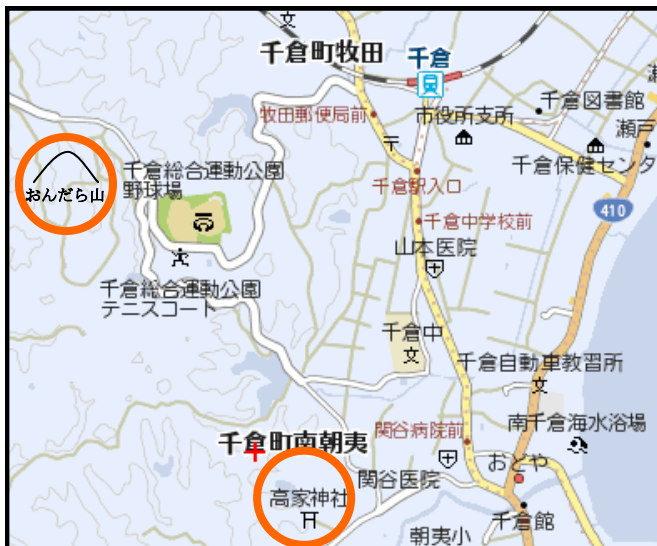 文
千倉町牧田
千倉
牧田郵便局前
市役所支所
千倉図書館
瀬戸
千倉保健センタ
おんだら山
千倉総合運動公園
野球場
千倉駅入口
千倉中学校前
410
山本医院
千倉総合運動公園
テニスコート
千倉中
文
千倉自動車教習所
文
千倉町南朝夷
関谷病院前
南千倉海水浴場
おどや
高家神社
関谷医院
千倉館
朝夷小